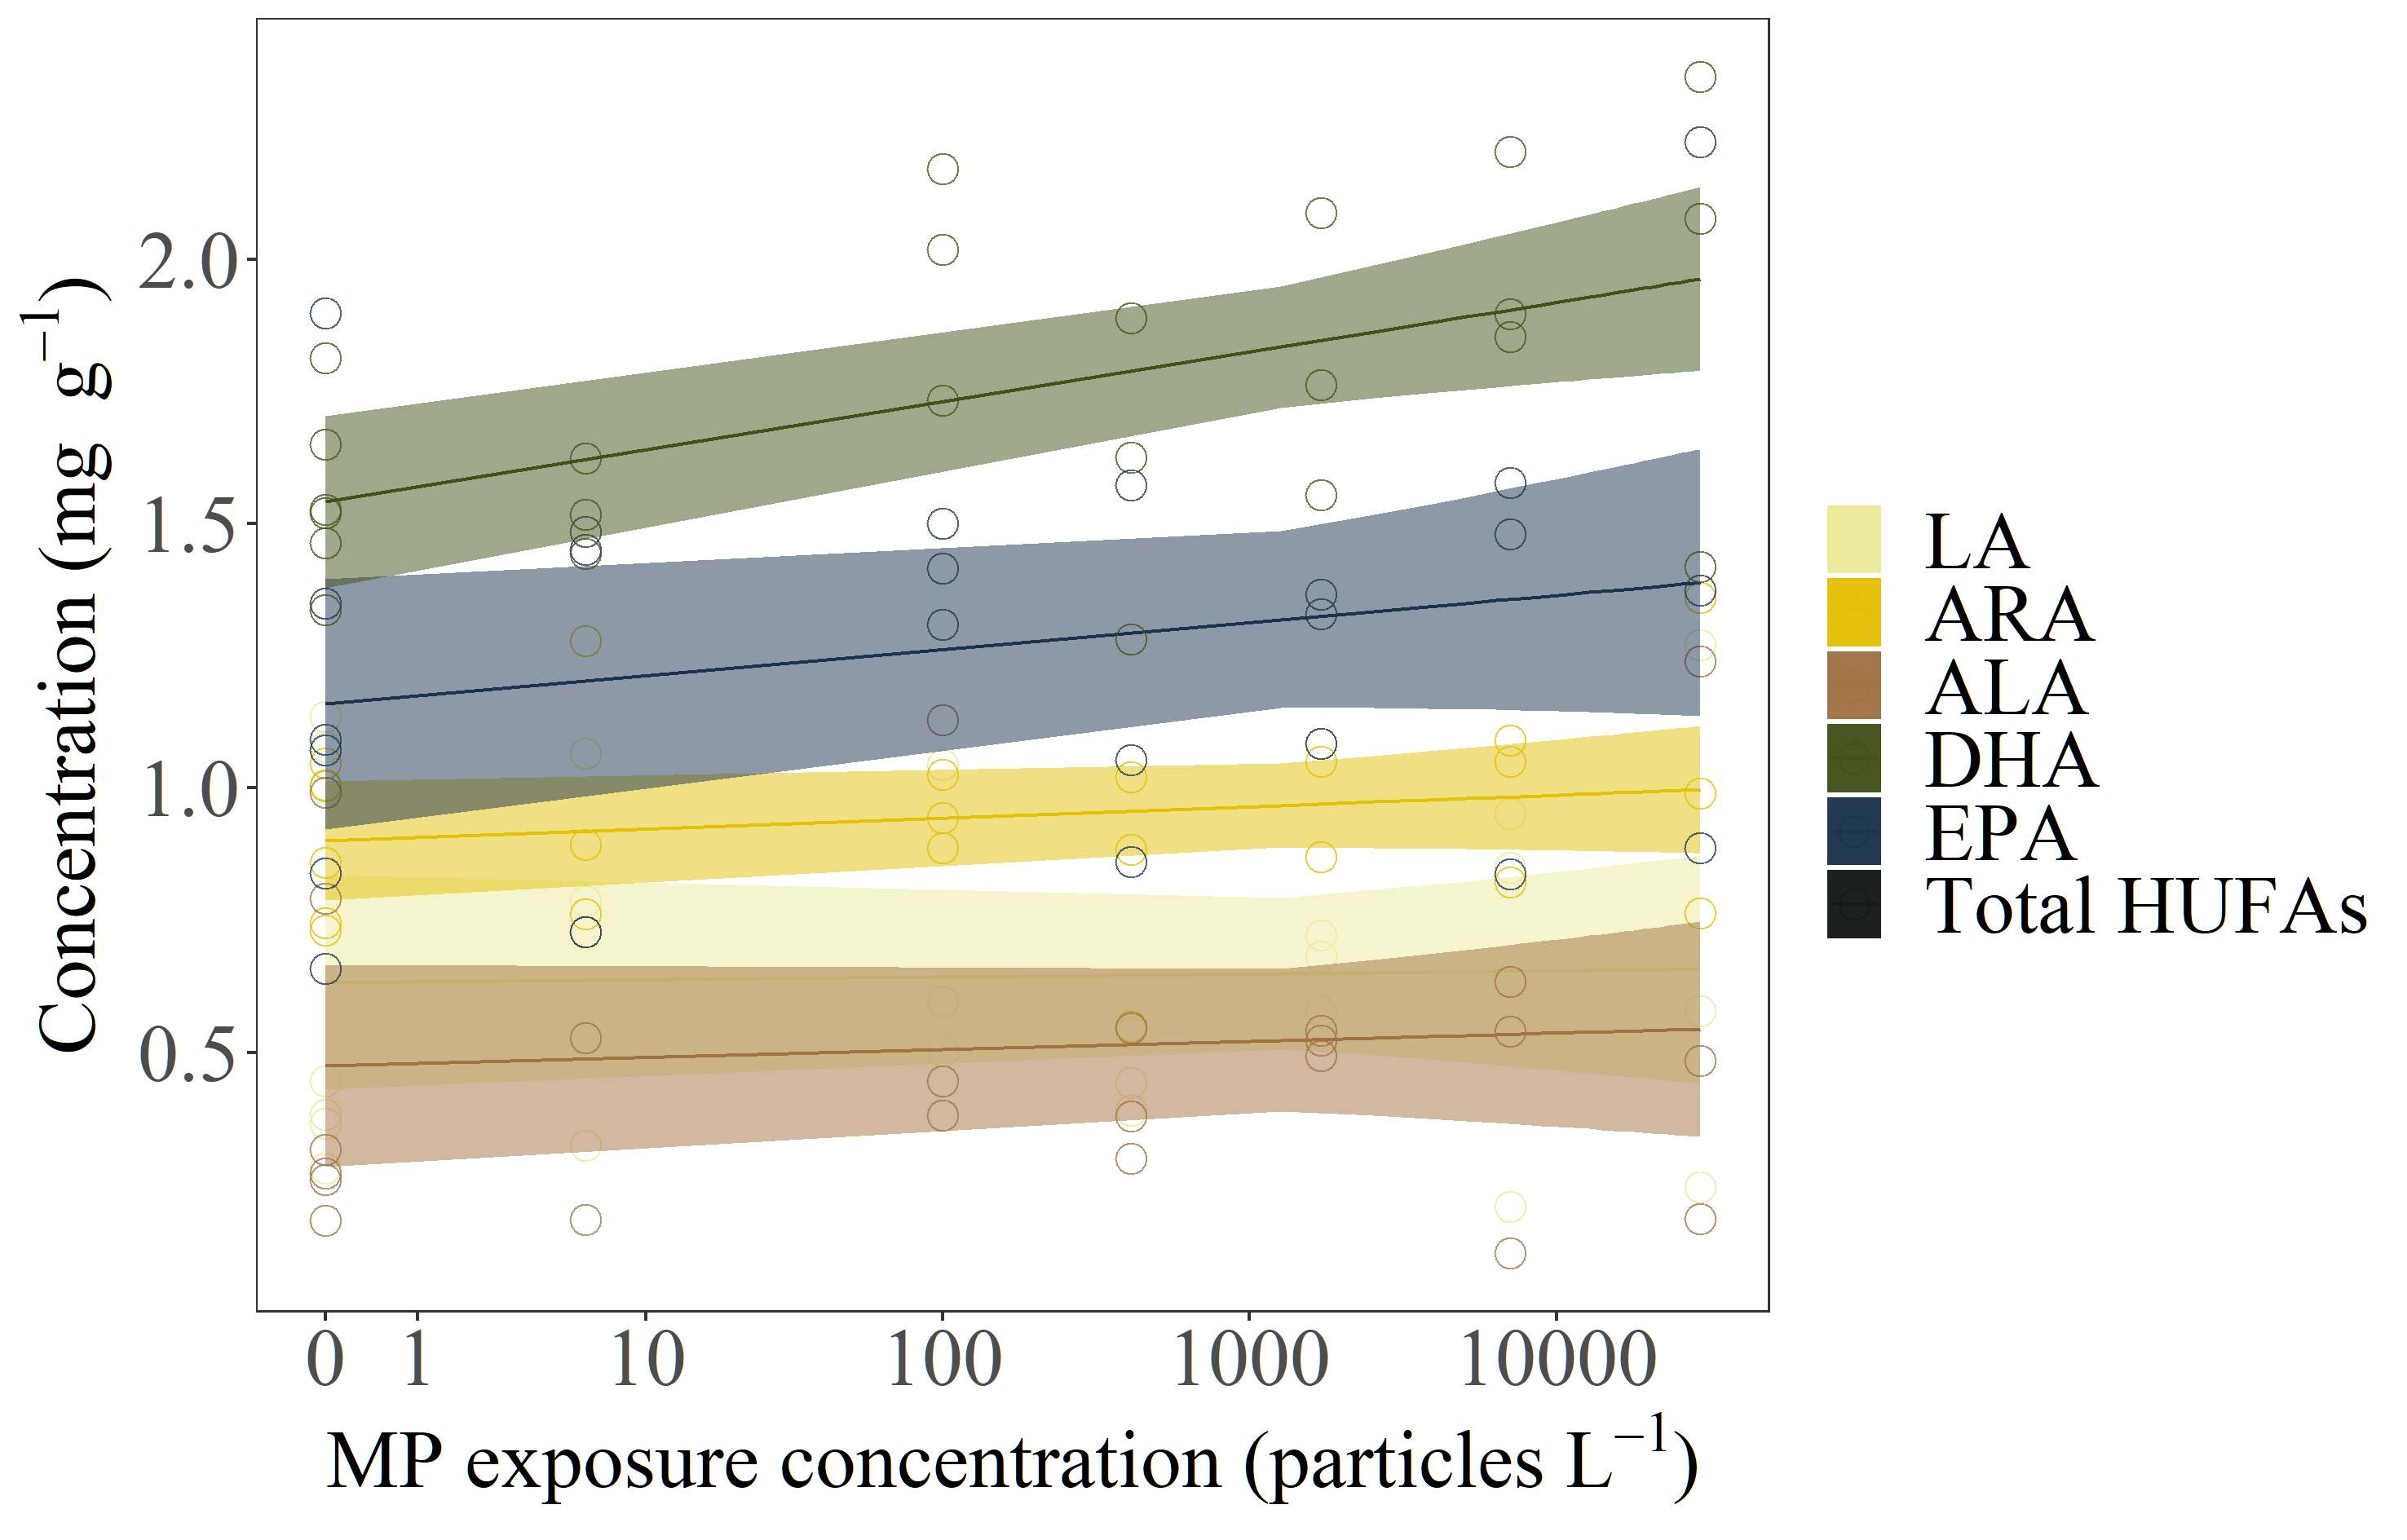 Concentration (mg g⁻¹)
2.0
1.5
1.0
0.5
0 1 10 100 1000 10000
MP exposure concentration (particles L⁻¹)
LA
ARA
ALA
DHA
EPA
Total HUFAs